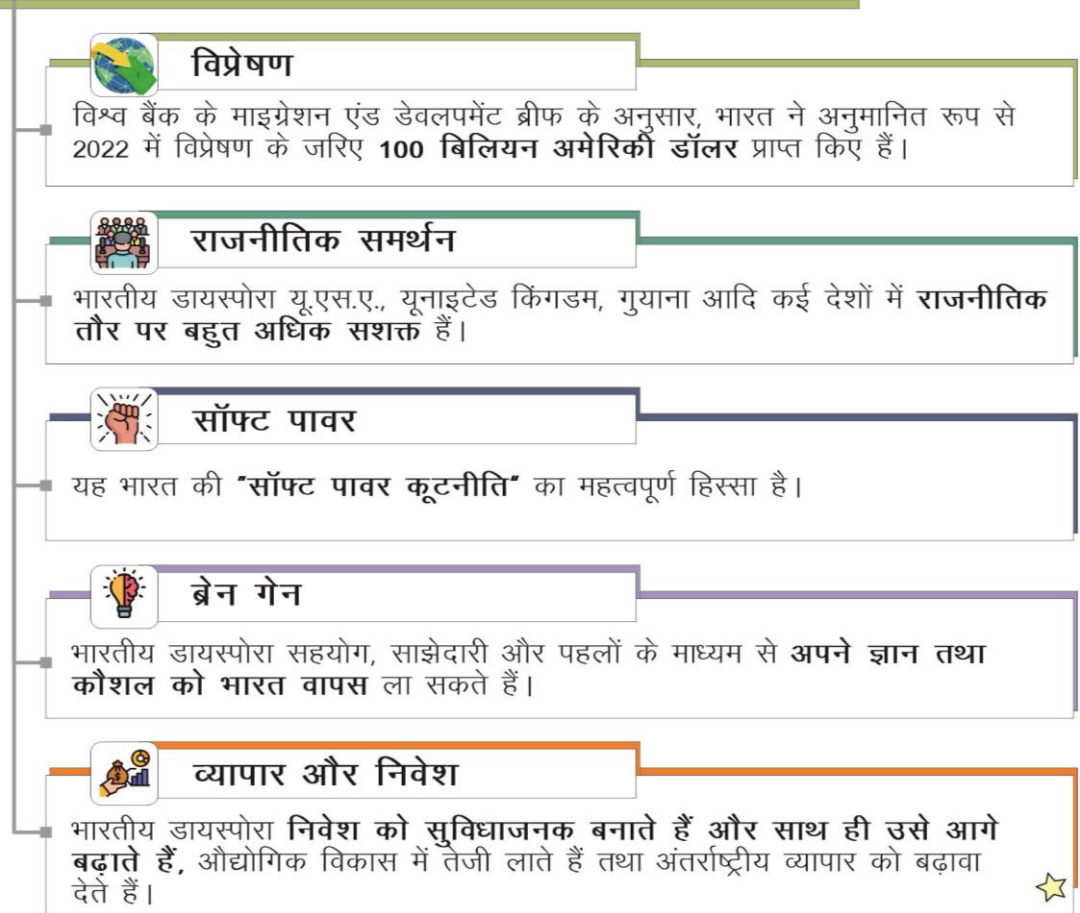 विप्रेषण
विश्व बैंक के माइग्रेशन एंड डेवलपमेंट ब्रीफ के अनुसार, भारत ने अनुमानित रूप से
2022 में विप्रेषण के जरिए 100 बिलियन अमेरिकी डॉलर प्राप्त किए हैं।
राजनीतिक समर्थन
भारतीय डायस्पोरा यू.एस.ए., यूनाइटेड किंगडम, गुयाना आदि कई देशों में राजनीतिक
तौर पर बहुत अधिक सशक्त हैं।
सॉफ्ट पावर
यह भारत की "सॉफ्ट पावर कूटनीति" का महत्वपूर्ण हिस्सा है।
ब्रेन गेन
भारतीय डायस्पोरा सहयोग, साझेदारी और पहलों के माध्यम से अपने ज्ञान तथा
कौशल को भारत वापस ला सकते हैं।
व्यापार और निवेश
भारतीय डायस्पोरा निवेश को सुविधाजनक बनाते हैं और साथ ही उसे आगे
बढ़ाते हैं, औद्योगिक विकास में तेजी लाते हैं तथा अंतर्राष्ट्रीय व्यापार को बढ़ावा
देते हैं।